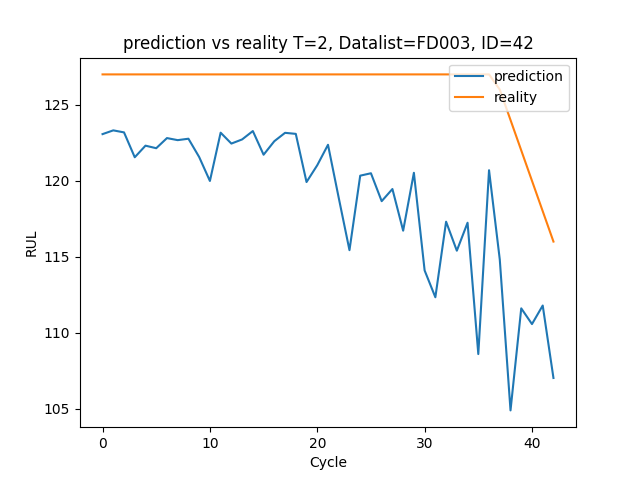 prediction vs reality T=2, Datalist=FD003, ID=42
prediction
reality
125
120
115
110
105
RUL
0 10 20 30 40
Cycle